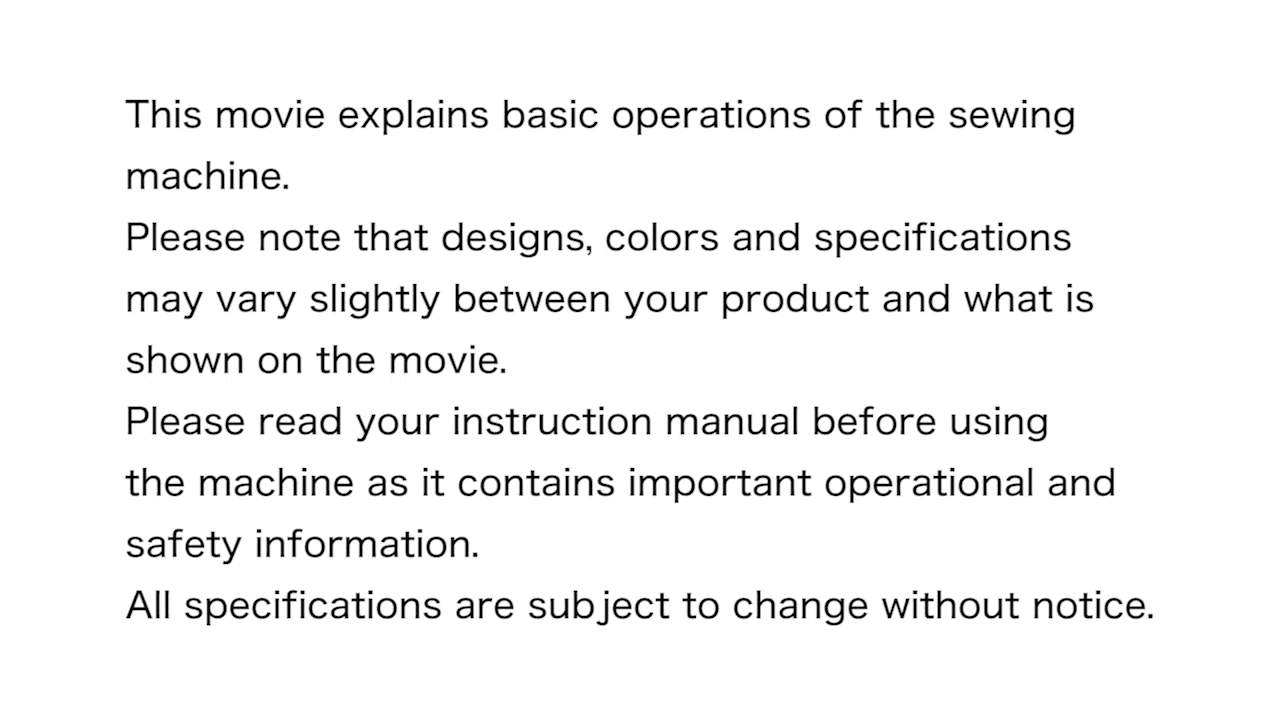 This movie explains basic operations of the sewing
machine.
Please note that designs, colors and specifications
may vary slightly between your product and what is
shown on the movie.
Please read your instruction manual before using
the machine as it contains important operational and
safety information.
All specifications are subject to change without notice.